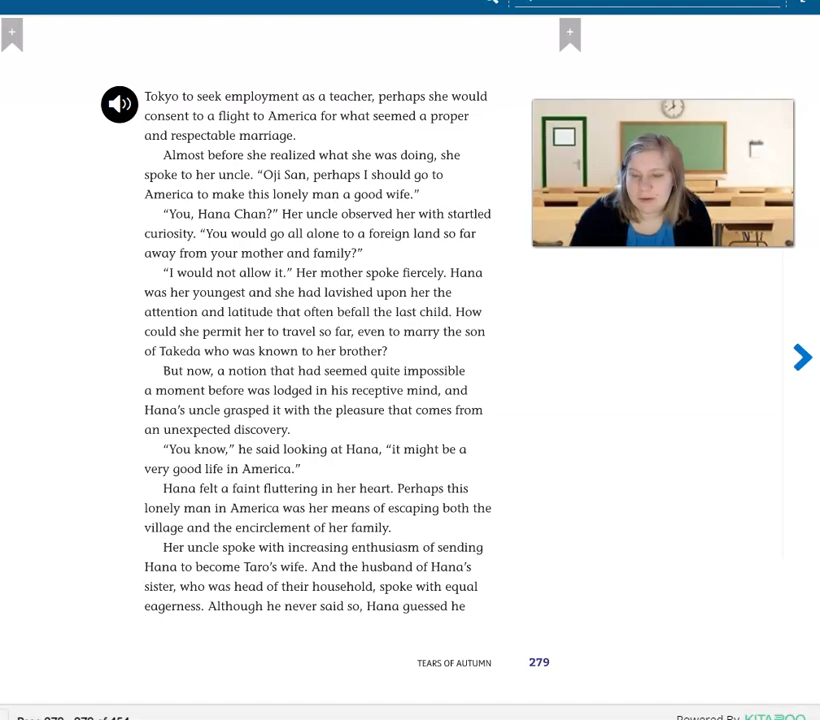 Tokyo to seek employment as a teacher, perhaps she would
consent to a flight to America for what seemed a proper
and respectable marriage.
Almost before she realized what she was doing, she
spoke to her uncle. “Oji San, perhaps I should go to
America to make this lonely man a good wife.”
“You, Hana Chan?” Her uncle observed her with startled
curiosity. “You would go all alone to a foreign land so far
away from your mother and family?”
“I would not allow it.” Her mother spoke fiercely. Hana
was her youngest and she had lavished upon her the
attention and latitude that often befall the last child. How
could she permit her to travel so far, even to marry the son
of Takeda who was known to her brother?
But now, a notion that had seemed quite impossible
a moment before was lodged in his receptive mind, and
Hana’s uncle grasped it with the pleasure that comes from
an unexpected discovery.
“You know,” he said looking at Hana, “it might be a
very good life in America.”
Hana felt a faint fluttering in her heart. Perhaps this
lonely man in America was her means of escaping both the
village and the encirclement of her family.
Her uncle spoke with increasing enthusiasm of sending
Hana to become Taro’s wife. And the husband of Hana’s
sister, who was head of their household, spoke with equal
eagerness. Although he never said so, Hana guessed he
TEARS OF AUTUMN 279
Powered By KITABOO